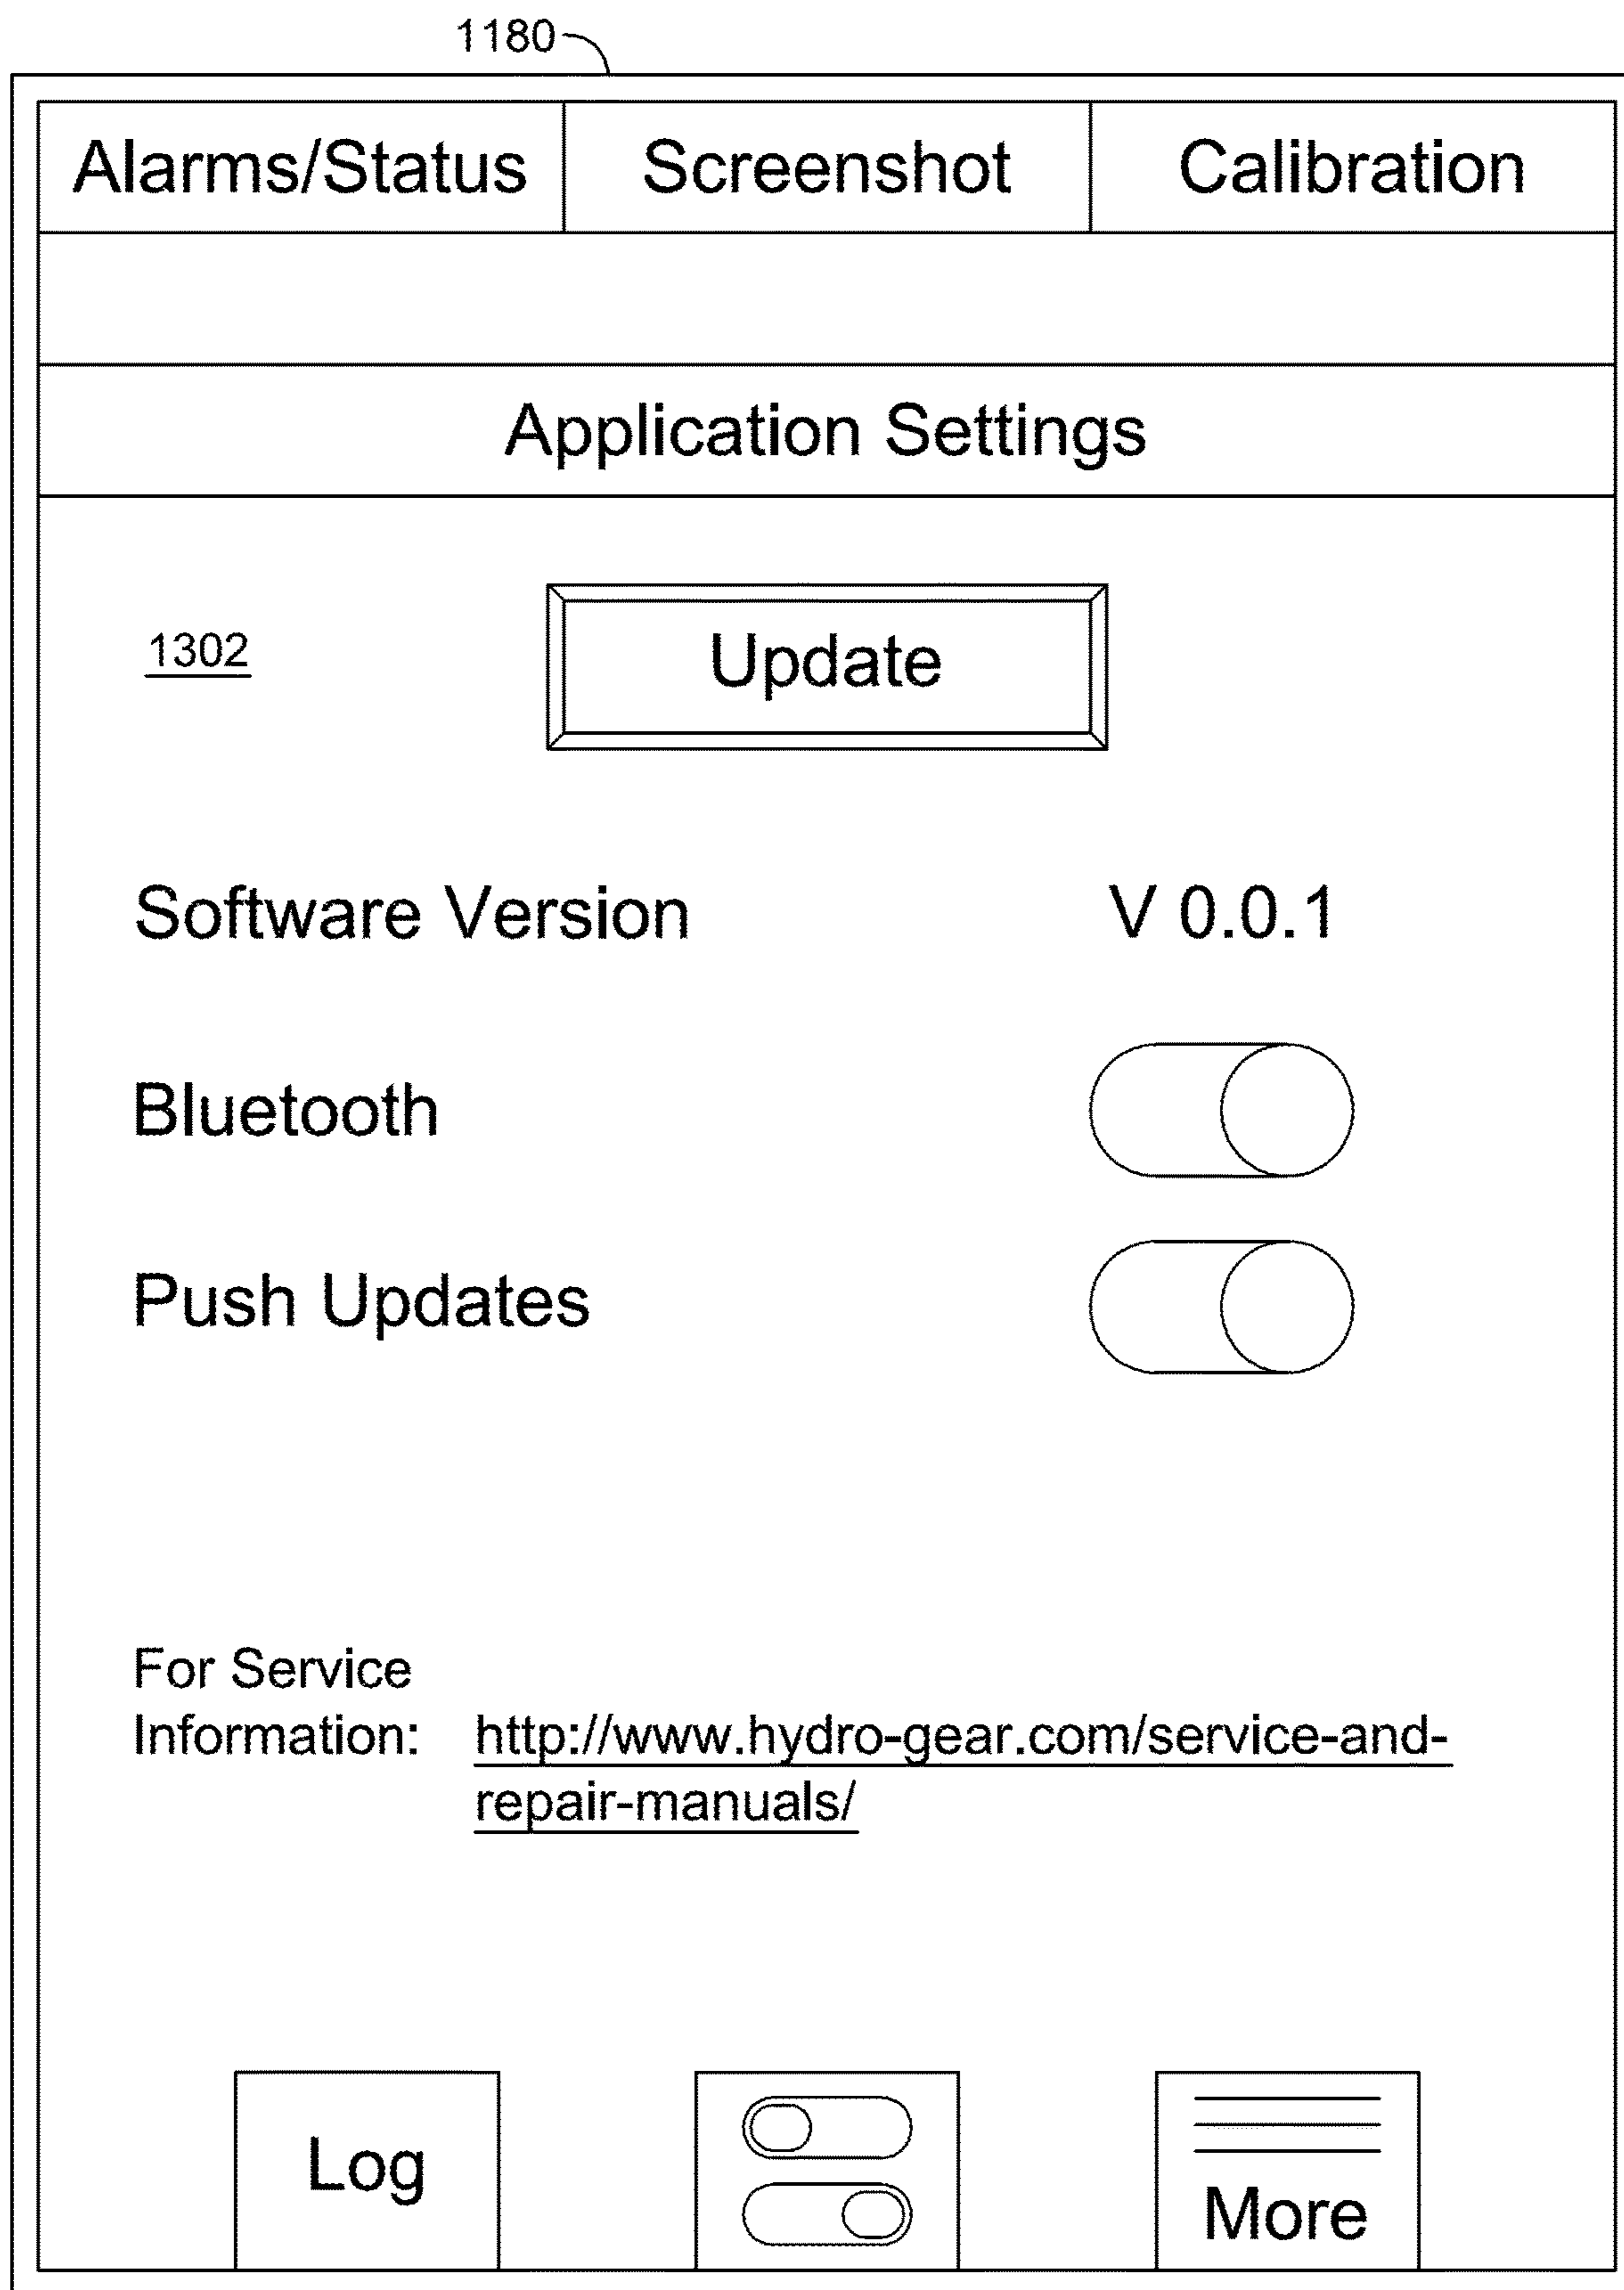 1180
Alarms/Status Screenshot Calibration
Application Settings
1302 Update
Software Version V 0.0.1
Bluetooth
Push Updates
For Service
Information: http://www.hydro-gear.com/service-and-
repair-manuals/
Log
More